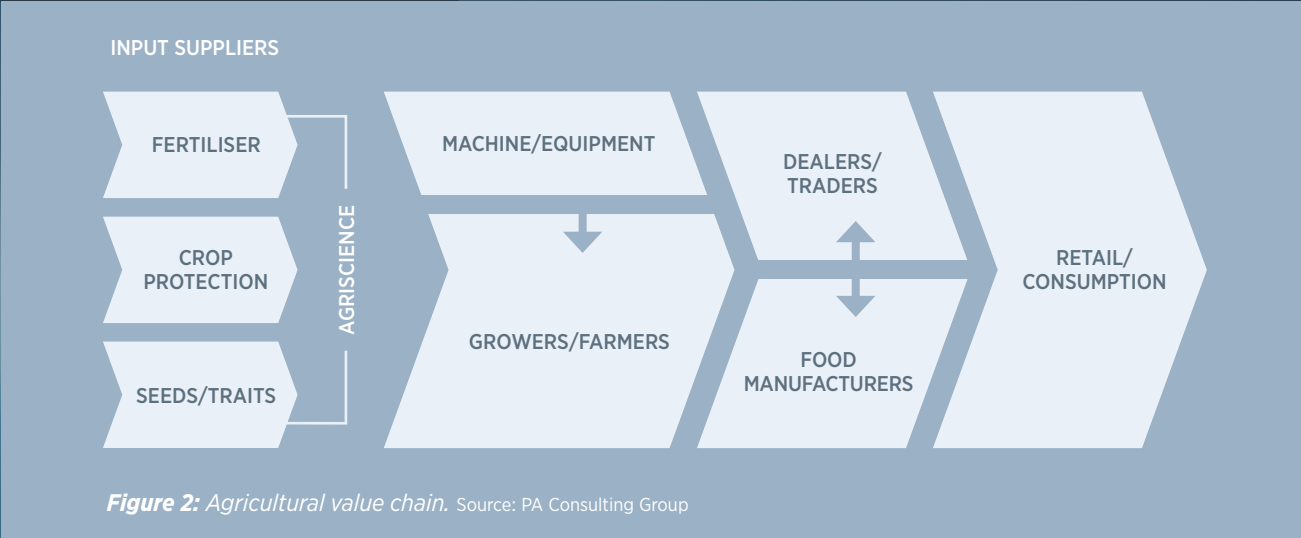 INPUT SUPPLIERS
FERTILISER
CROP
PROTECTION
SEEDS/TRAITS
AGRISCIENCE
MACHINE/EQUIPMENT
GROWERS/FARMERS
DEALERS/
TRADERS
FOOD
MANUFACTURERS
RETAIL/
CONSUMPTION
Figure 2: Agricultural value chain. Source: PA Consulting Group